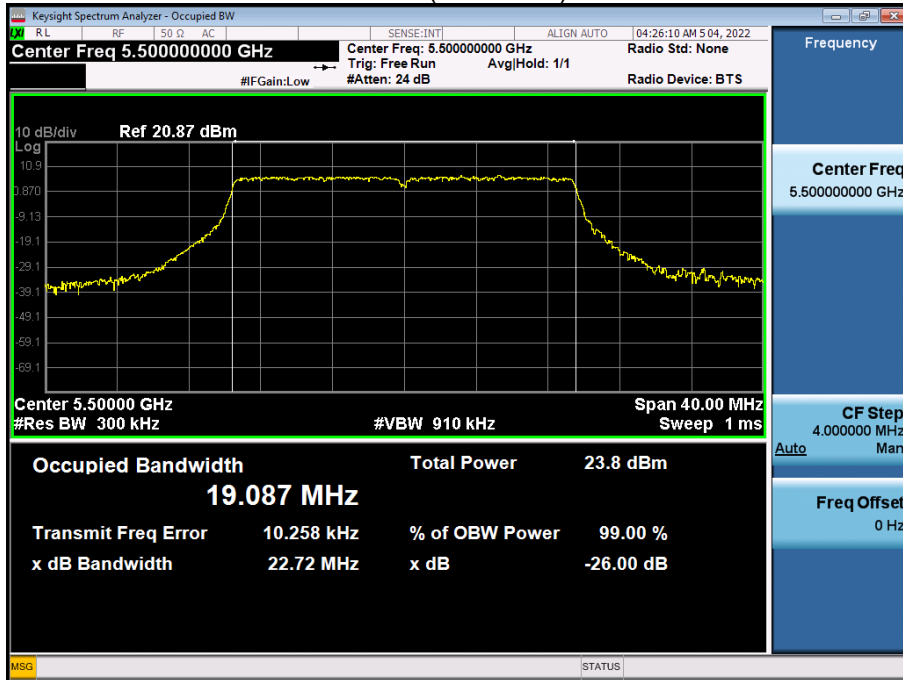 Keysight Spectrum Analyzer - Occupied BW
LXI RL RF 50 Ω AC SENSE:INT ALIGN AUTO 04:26:10 AM 5 04, 2022
Center Freq 5.500000000 GHz
Center Freq: 5.500000000 GHz
Radio Std: None
Trig: Free Run Avg|Hold: 1/1
#IFGain:Low
#Atten: 24 dB
Radio Device: BTS
Frequency
10 dB/div Ref 20.87 dBm
Log
10.9
0.870
-9.13
-19.1
-29.1
-39.1
-49.1
-59.1
-69.1
Center 5.50000 GHz
Span 40.00 MHz
#Res BW 300 kHz
#VBW 910 kHz
Sweep 1 ms
Center Freq
5.500000000 GHz
CF Step
4.000000 MHz
Auto Man
Freq Offset
0 Hz
Occupied Bandwidth
19.087 MHz
Total Power 23.8 dBm
Transmit Freq Error 10.258 kHz
% of OBW Power 99.00 %
x dB Bandwidth 22.72 MHz
x dB -26.00 dB
MSG
STATUS